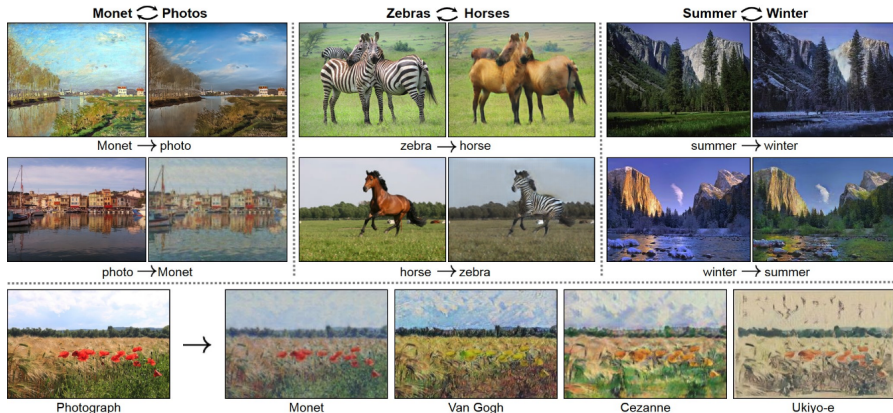 Monet Photos
Zebras Horses
Summer Winter
Monet → photo
zebra → horse
summer → winter
photo → Monet
horse → zebra
winter → summer
Photograph
Monet
Van Gogh
Cezanne
Ukiyo-e